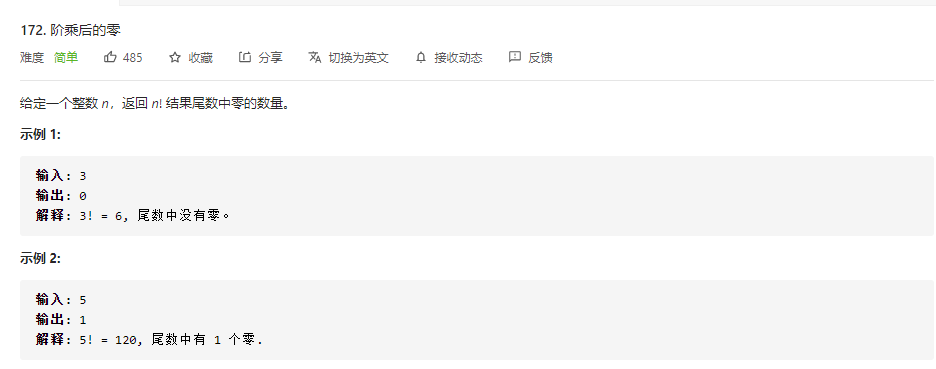 172. 阶乘后的零
难度 简单 485 收藏 分享 切换为英文 接收动态 反馈
给定一个整数 n，返回 n! 结果尾数中零的数量。
示例 1:
输入: 3
输出: 0
解释: 3! = 6, 尾数中没有零。
示例 2:
输入: 5
输出: 1
解释: 5! = 120, 尾数中有 1 个零.